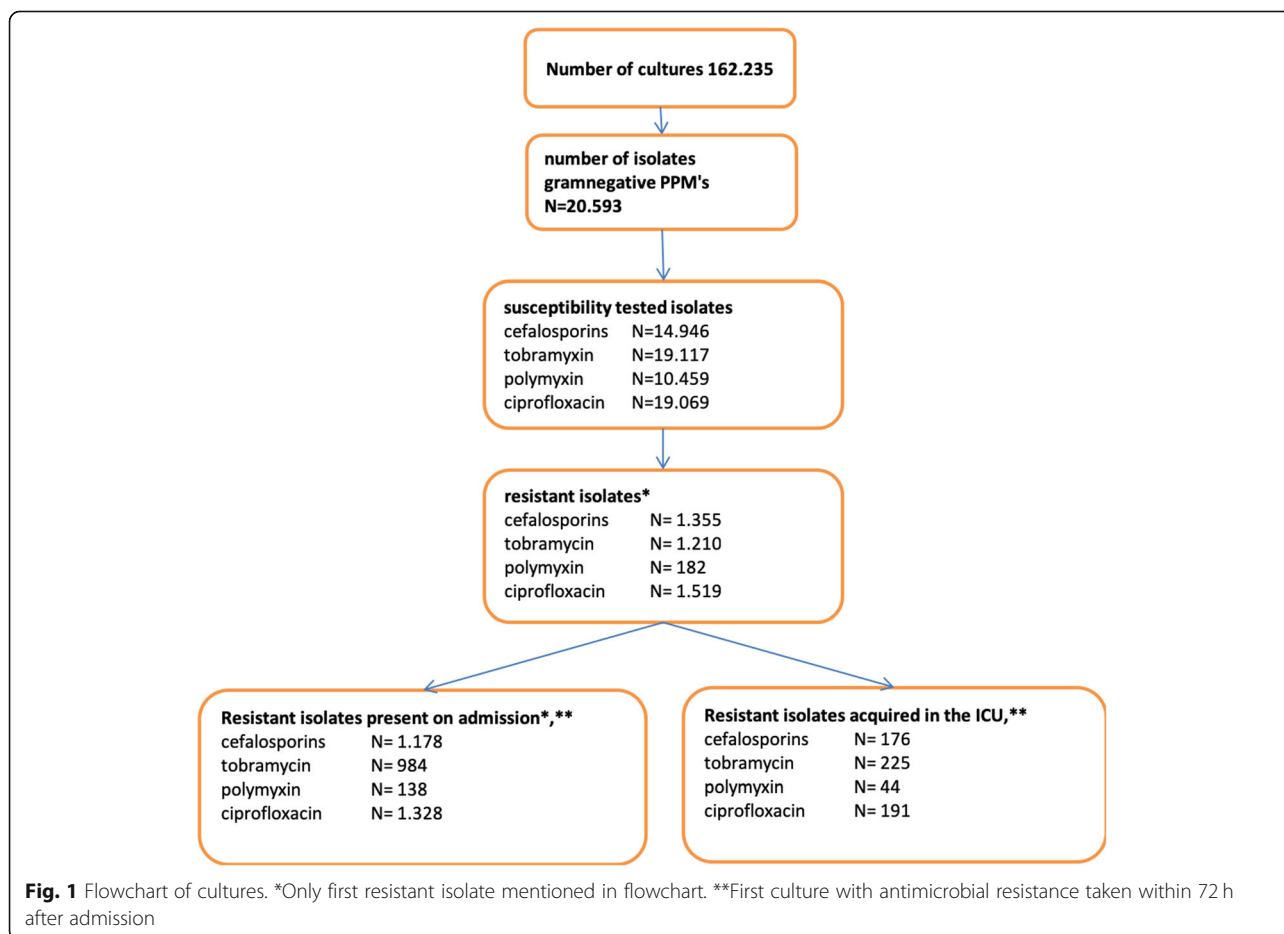 Number of cultures 162.235
number of isolates
gramnegative PPM's
N=20.593
susceptibility tested isolates
cefalosporins N=14.946
tobramyxin N=19.117
polymyxin N=10.459
ciprofloxacin N=19.069
resistant isolates*
cefalosporins N= 1.355
tobramycin N= 1.210
polymyxin N= 182
ciprofloxacin N= 1.519
Resistant isolates present on admission*,**
cefalosporins N= 1.178
tobramycin N= 984
polymyxin N= 138
ciprofloxacin N= 1.328
Resistant isolates acquired in the ICU,**
cefalosporins N= 176
tobramycin N= 225
polymyxin N= 44
ciprofloxacin N= 191
Fig. 1 Flowchart of cultures. *Only first resistant isolate mentioned in flowchart. **First culture with antimicrobial resistance taken within 72 h
after admission